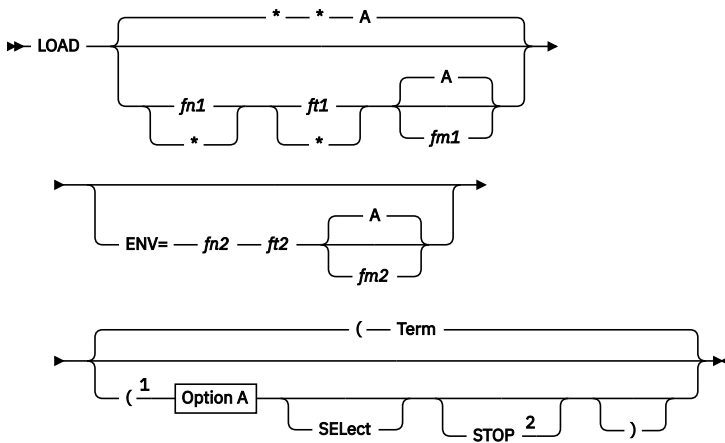 * * A
LOAD
A
fn1 ft1
* * fm1
A
ENV= fn2 ft2
fm2
( Term
( 1 Option A
SELect STOP 2 )